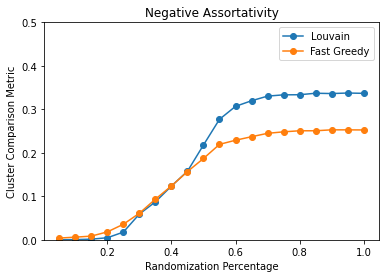 Negative Assortativity
Louvain
Fast Greedy
Cluster Comparison Metric
0.5
0.4
0.3
0.2
0.1
0.0
0.2 0.4 0.6 0.8 1.0
Randomization Percentage